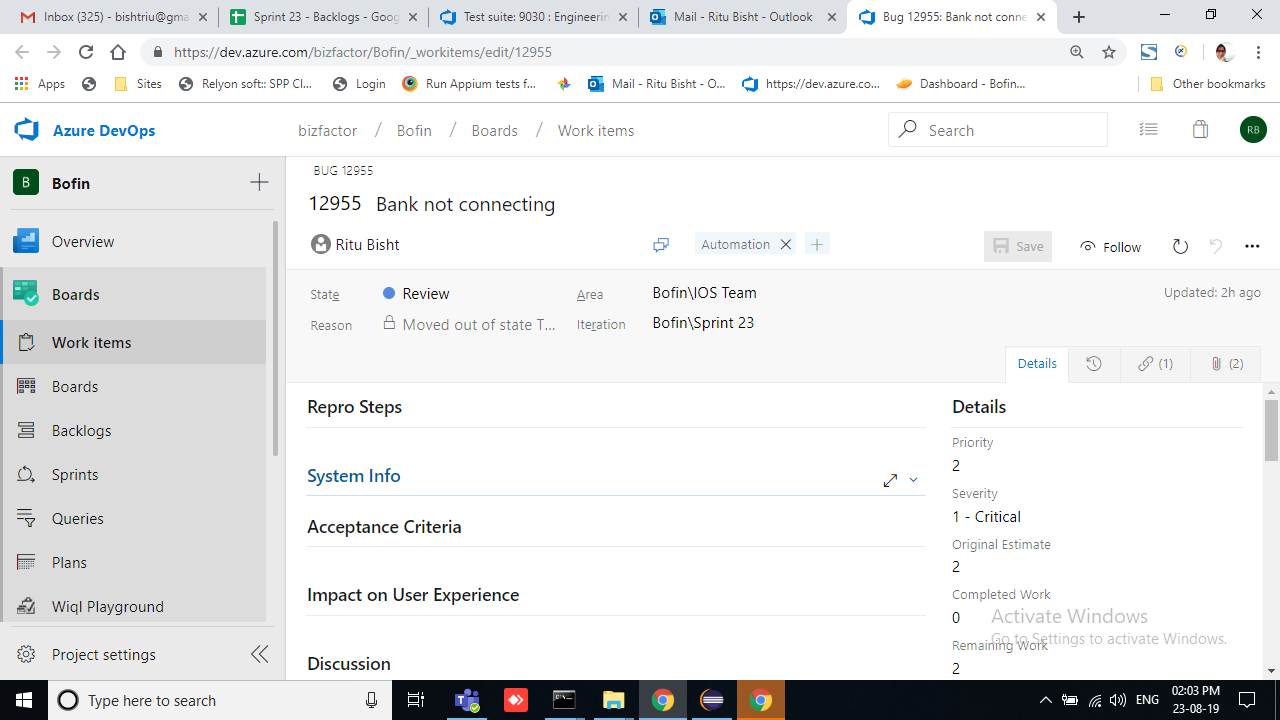 Inbox (325) - bishtriu@gma
Sprint 23 - Backlogs - Goog
Test suite: 9030 : Engineerin
Mail - Ritu Bisht - Outlook
Bug 12955: Bank not conne
https://dev.azure.com/bizfactor/Bofin/_workitems/edit/12955
Apps
Sites
Relyon soft:: SPP Cl...
Login
Run Appium tests f...
Mail - Ritu Bisht - O...
https://dev.azure.co...
Dashboard - Bofin...
Other bookmarks
Azure DevOps
bizfactor / Bofin / Boards / Work items
Search
RB
B
Bofin
Overview
Boards
Work items
Boards
Backlogs
Sprints
Queries
Plans
Wiql Playground
Project settings
BUG 12955
12955 Bank not connecting
Ritu Bisht
Automation
Save
Follow
State
Review
Area
Bofin\IOS Team
Updated: 2h ago
Reason
Moved out of state T...
Iteration
Bofin\Sprint 23
Details
(1)
(2)
Repro Steps
System Info
Acceptance Criteria
Impact on User Experience
Discussion
Details
Priority
2
Severity
1 - Critical
Original Estimate
2
Completed Work
0
Remaining Work
2
Activate Windows
Go to Settings to activate Windows.
Type here to search
ENG
02:03 PM
23-08-19